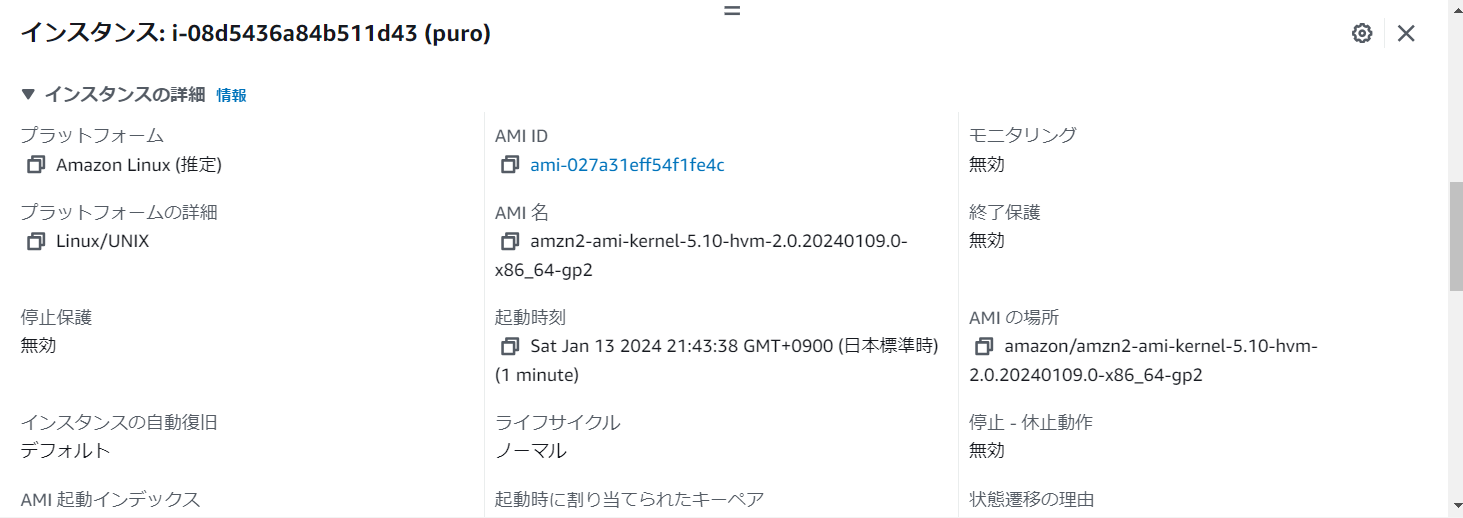 インスタンス: i-08d5436a84b511d43 (puro)
▼ インスタンスの詳細 情報
プラットフォーム
Amazon Linux (推定)
AMI ID
ami-027a31eff54f1fe4c
モニタリング
無効
プラットフォームの詳細
Linux/UNIX
AMI 名
amzn2-ami-kernel-5.10-hvm-2.0.20240109.0-
x86_64-gp2
終了保護
無効
停止保護
無効
起動時刻
Sat Jan 13 2024 21:43:38 GMT+0900 (日本標準時)
(1 minute)
AMI の場所
amazon/amzn2-ami-kernel-5.10-hvm-
2.0.20240109.0-x86_64-gp2
インスタンスの自動復旧
デフォルト
ライフサイクル
ノーマル
停止 - 休止動作
無効
AMI 起動インデックス
起動時に割り当てられたキーペア
状態遷移の理由